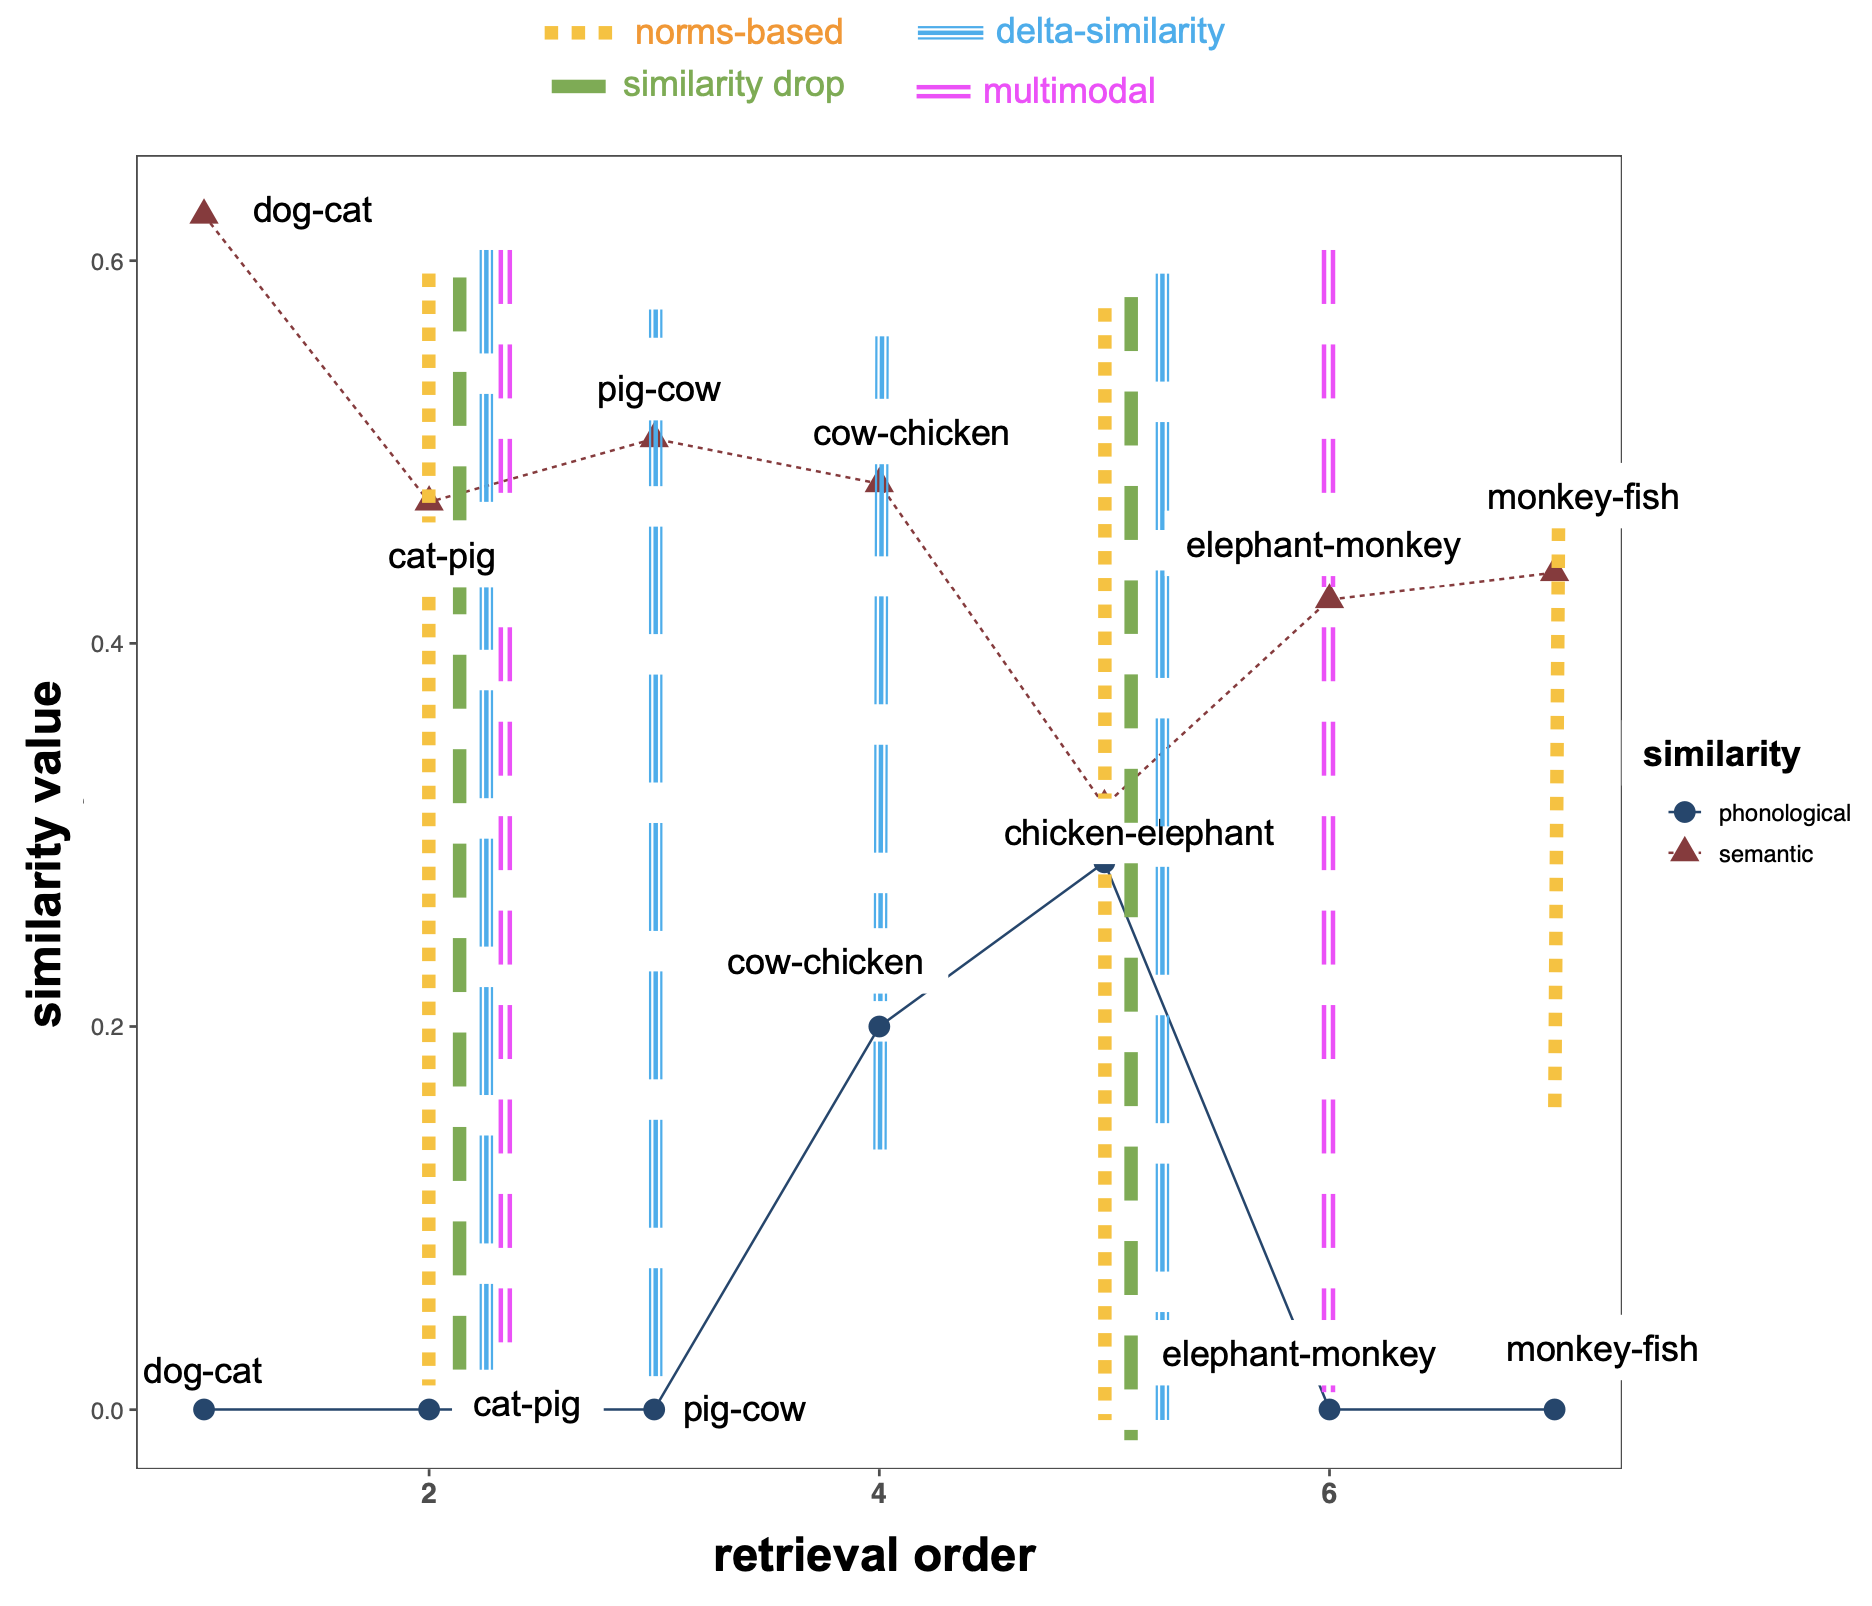 norms-based
delta-similarity
similarity drop
multimodal
dog-cat
0.6
pig-cow
cow-chicken
monkey-fish
elephant-monkey
cat-pig
0.4
similarity value
similarity
phonological
semantic
chicken-elephant
cow-chicken
0.2
elephant-monkey
monkey-fish
dog-cat
cat-pig
pig-cow
0.0
2
4
6
retrieval order